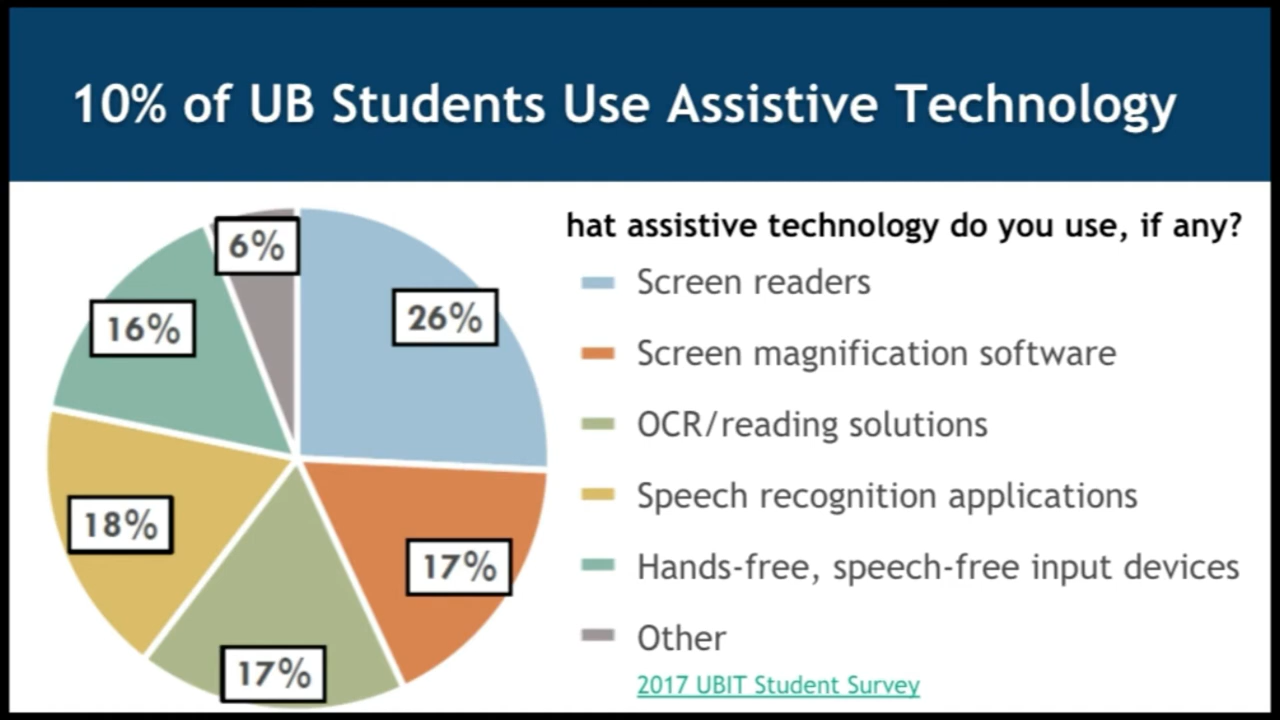 10% of UB Students Use Assistive Technology
hat assistive technology do you use, if any?
6%
26%
16%
18%
17%
17%
Screen readers
Screen magnification software
OCR/reading solutions
Speech recognition applications
Hands-free, speech-free input devices
Other
2017 UBIT Student Survey